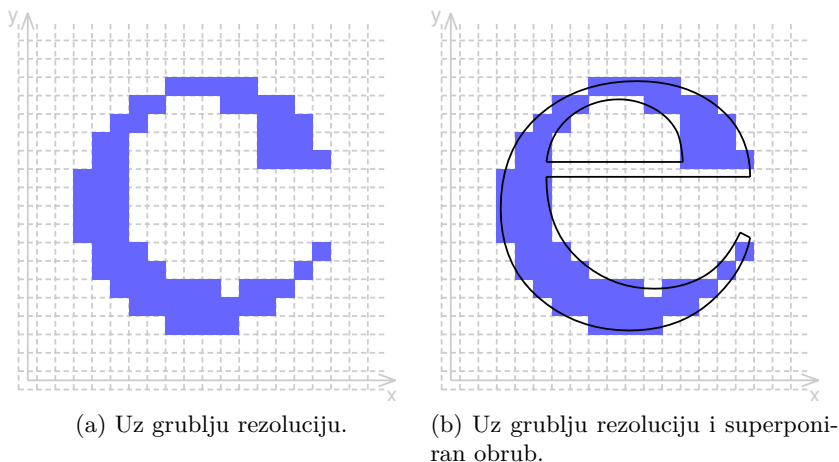 y
x
(a) Uz grublju rezoluciju.
y
x
(b) Uz grublju rezoluciju i superponi-
ran obrub.